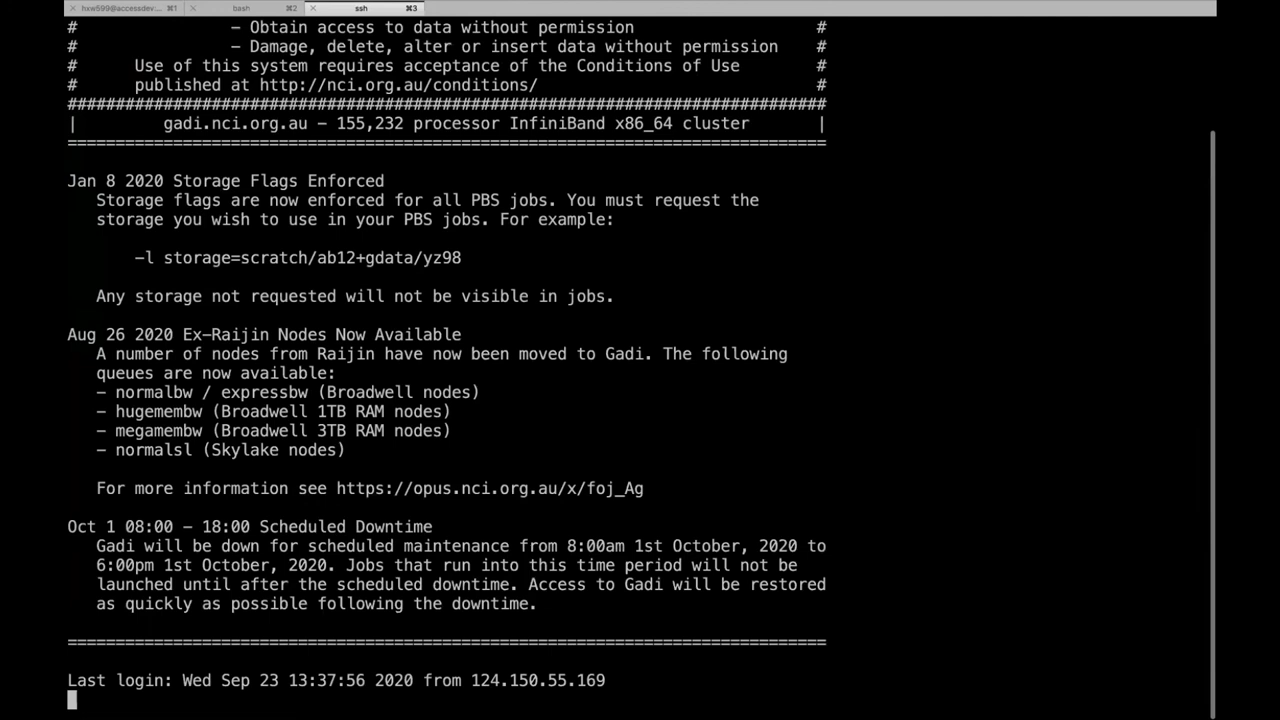 hxw599@accessdev: ⌘1 bash ⌘2 ssh ⌘3
# - Obtain access to data without permission #
# - Damage, delete, alter or insert data without permission #
# Use of this system requires acceptance of the Conditions of Use #
# published at http://nci.org.au/conditions/ #
###############################################################################
| gadi.nci.org.au - 155,232 processor InfiniBand x86_64 cluster |
===============================================================================
Jan 8 2020 Storage Flags Enforced
Storage flags are now enforced for all PBS jobs. You must request the
storage you wish to use in your PBS jobs. For example:
-l storage=scratch/ab12+gdata/yz98
Any storage not requested will not be visible in jobs.
Aug 26 2020 Ex-Raijin Nodes Now Available
A number of nodes from Raijin have now been moved to Gadi. The following
queues are now available:
- normalbw / expressbw (Broadwell nodes)
- hugemembw (Broadwell 1TB RAM nodes)
- megamembw (Broadwell 3TB RAM nodes)
- normalsl (Skylake nodes)
For more information see https://opus.nci.org.au/x/foj_Ag
Oct 1 08:00 - 18:00 Scheduled Downtime
Gadi will be down for scheduled maintenance from 8:00am 1st October, 2020 to
6:00pm 1st October, 2020. Jobs that run into this time period will not be
launched until after the scheduled downtime. Access to Gadi will be restored
as quickly as possible following the downtime.
===============================================================================
Last login: Wed Sep 23 13:37:56 2020 from 124.150.55.169